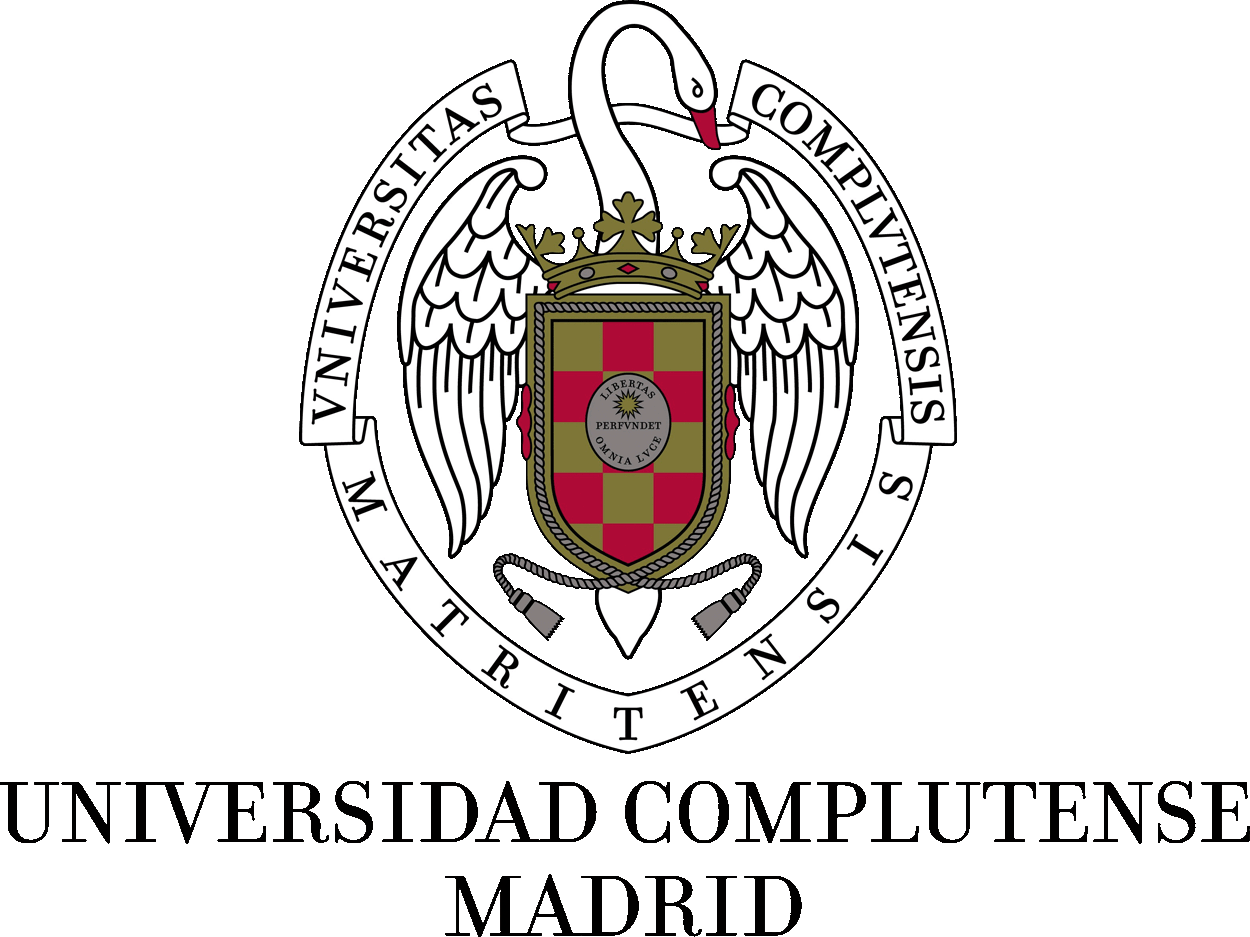 VNIVERSITAS
COMPLVTENSIS
MATRITENSIS
LIBERTAS
PERFVNDET
OMNIA LVCE
UNIVERSIDAD COMPLUTENSE
MADRID